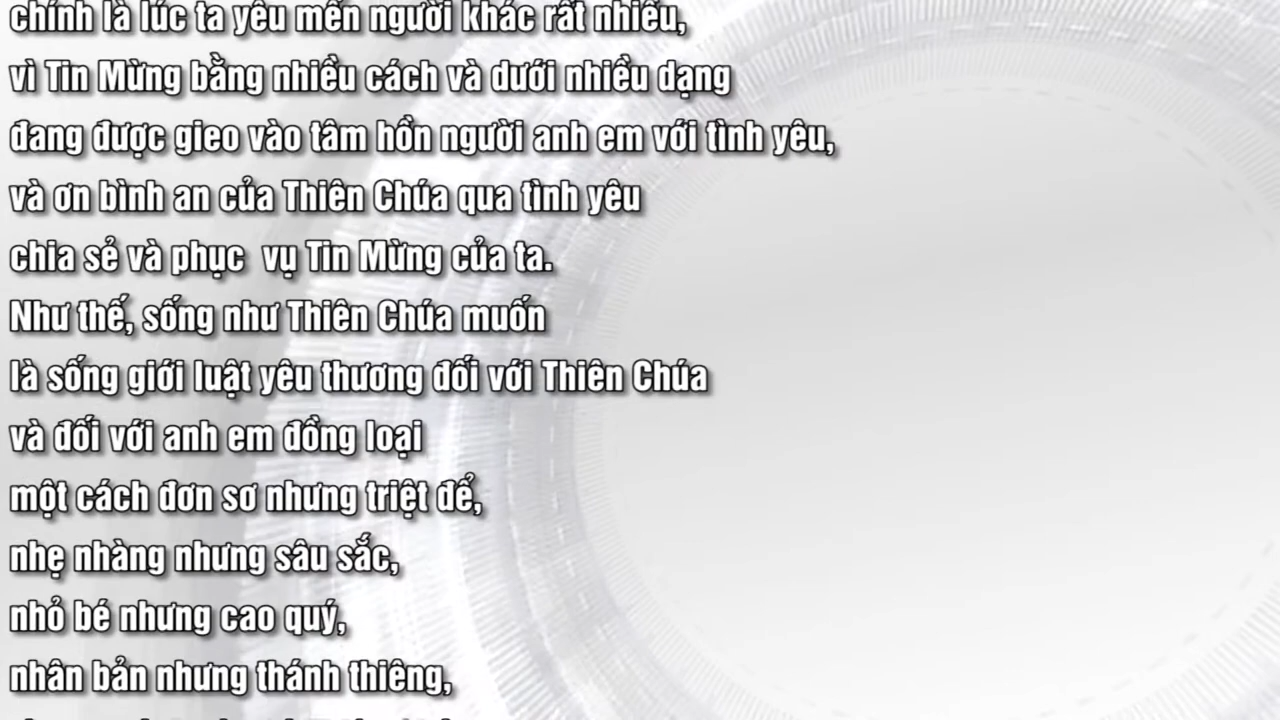 chính là lúc ta yêu mến người khác rất nhiều,
vì Tin Mừng bằng nhiều cách và dưới nhiều dạng
đang được gieo vào tâm hồn người anh em với tình yêu,
và ơn bình an của Thiên Chúa qua tình yêu
chia sẻ và phục vụ Tin Mừng của ta.
Như thế, sống như Thiên Chúa muốn
là sống giới luật yêu thương đối với Thiên Chúa
và đối với anh em đồng loại
một cách đơn sơ nhưng triệt để,
nhẹ nhàng nhưng sâu sắc,
nhỏ bé nhưng cao quý,
nhân bản nhưng thánh thiêng,